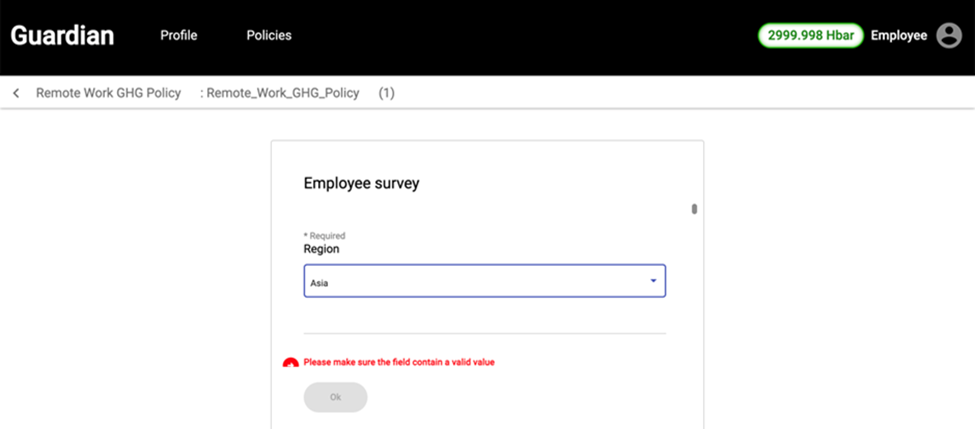 Guardian Profile Policies 2999.998 Hbar Employee
Remote Work GHG Policy : Remote_Work_GHG_Policy (1)
Employee survey
* Required
Region
Asia
Please make sure the field contain a valid value
Ok